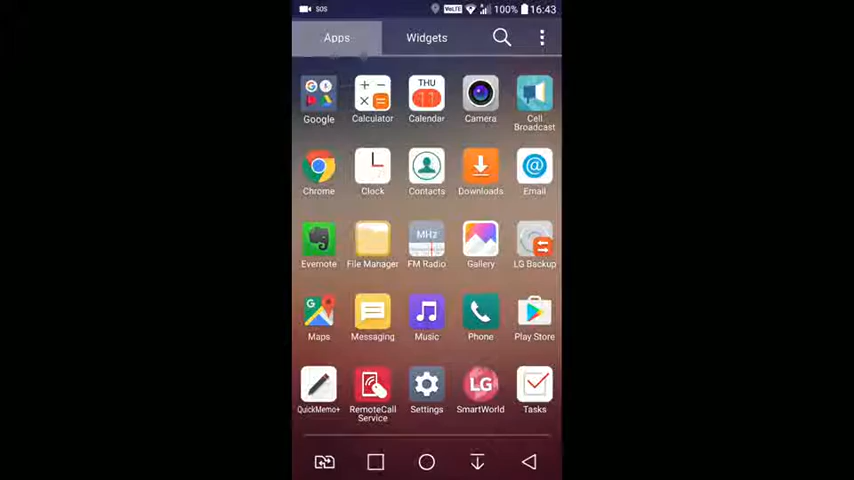 SOS VoLTE 100% 16:43
Apps Widgets
THU
11
Google Calculator Calendar Camera Cell Broadcast
Chrome Clock Contacts Downloads Email
MHz
Evernote File Manager FM Radio Gallery LG Backup
G
Maps Messaging Music Phone Play Store
LG
QuickMemo+ RemoteCall Service Settings SmartWorld Tasks